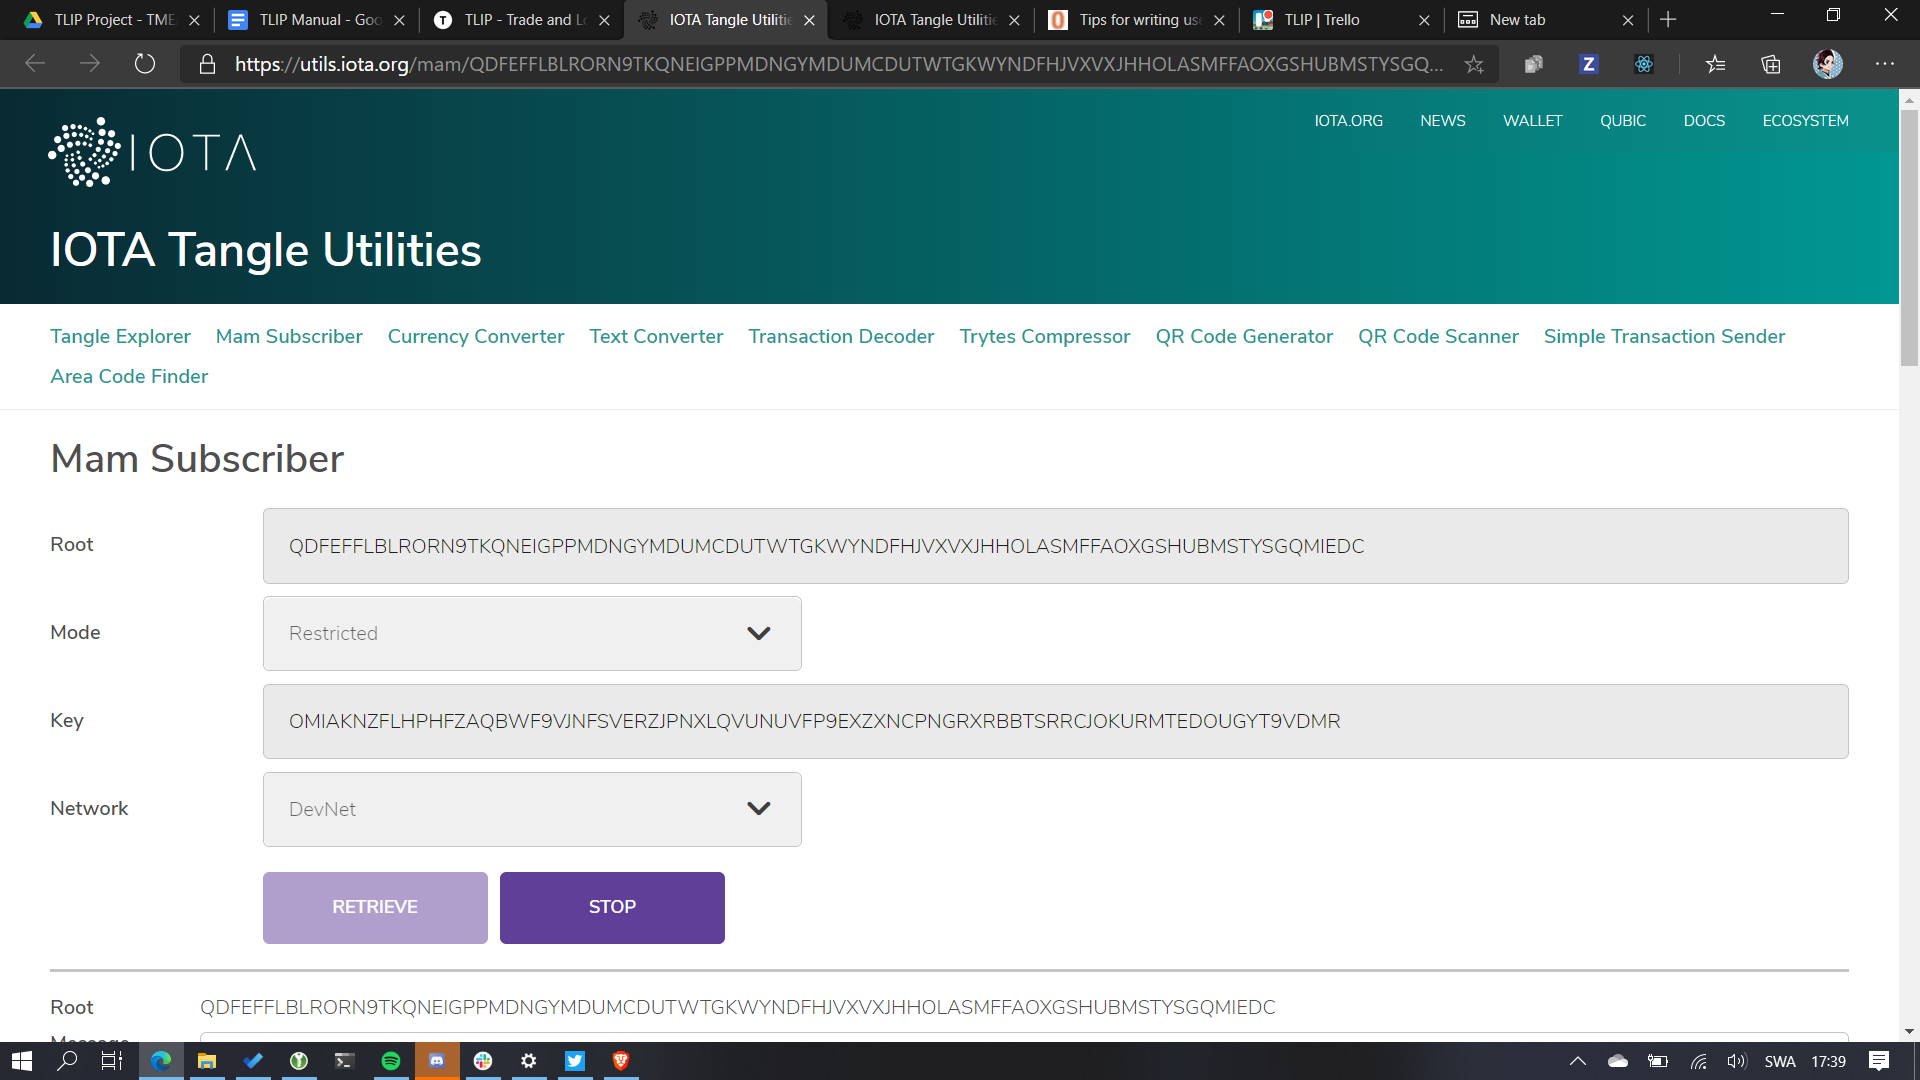 TLIP Project - TME
TLIP Manual - Goo
TLIP - Trade and Lo
IOTA Tangle Utilitie
IOTA Tangle Utilitie
Tips for writing use
TLIP | Trello
New tab
https://utils.iota.org/mam/QDFEFFLBLRORN9TKQNEIGPPMDNGYMDUMCDUTWTGKWYNDFHJVXVXJHHOLASMFFAOXGSHUBMSTYSGQ...
IOTA
IOTA.ORG NEWS WALLET QUBIC DOCS ECOSYSTEM
IOTA Tangle Utilities
Tangle Explorer Mam Subscriber Currency Converter Text Converter Transaction Decoder Trytes Compressor QR Code Generator QR Code Scanner Simple Transaction Sender
Area Code Finder
Mam Subscriber
Root QDFEFFLBLRORN9TKQNEIGPPMDNGYMDUMCDUTWTGKWYNDFHJVXVXJHHOLASMFFAOXGSHUBMSTYSGQMIEDC
Mode Restricted
Key OMIAKNZFLHPHFZAQBWF9VJNFSVERZJPNXLQVUNUVFP9EXZXNCPNGRXRBBTSRRCJOKURMTEDOUGYT9VDMR
Network DevNet
RETRIEVE STOP
Root QDFEFFLBLRORN9TKQNEIGPPMDNGYMDUMCDUTWTGKWYNDFHJVXVXJHHOLASMFFAOXGSHUBMSTYSGQMIEDC
Message
SWA 17:39